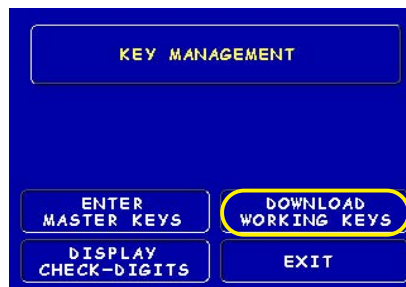 KEY MANAGEMENT
ENTER
MASTER KEYS
DOWNLOAD
WORKING KEYS
DISPLAY
CHECK-DIGITS
EXIT